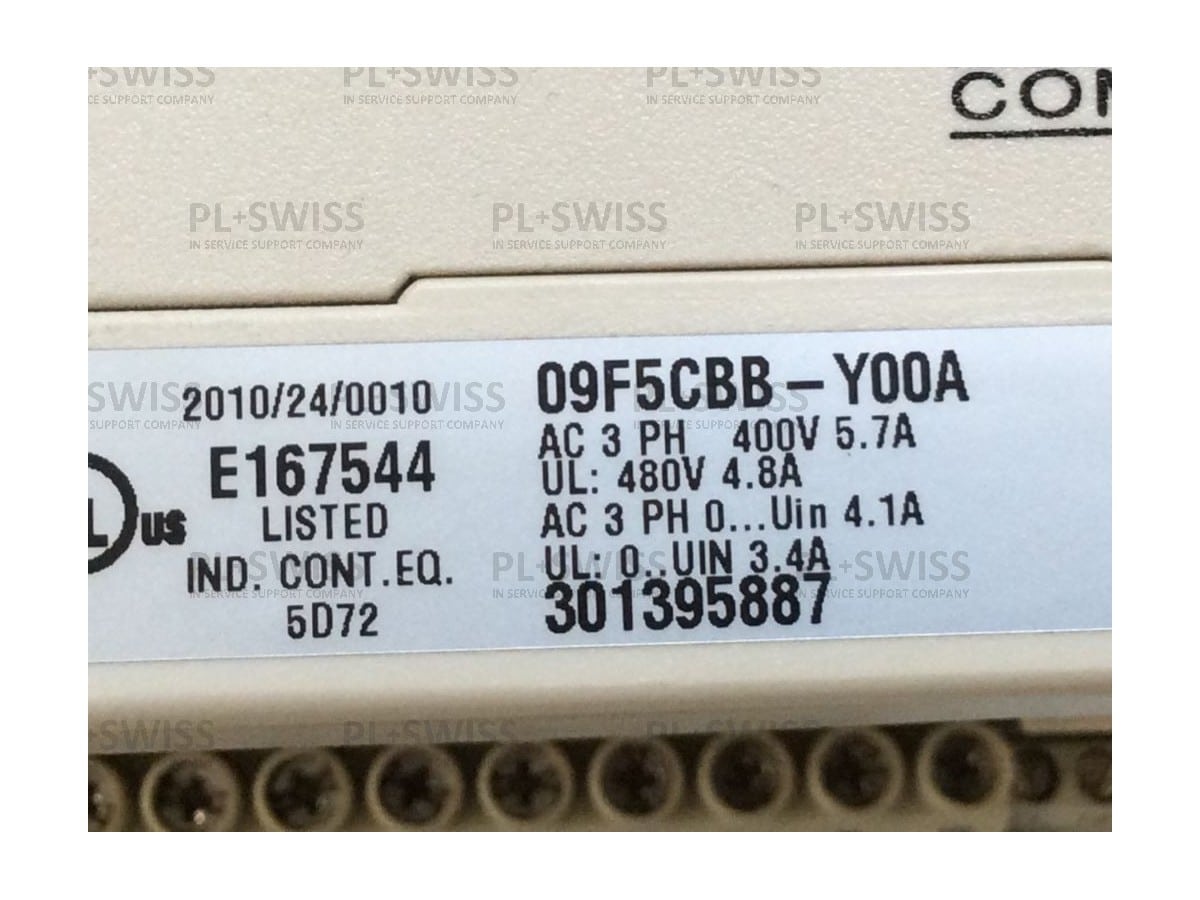 COM
2010/24/0010
E167544
us
LISTED
IND. CONT.EQ.
5D72
09F5CBB-Y00A
AC 3 PH 400V 5.7A
UL: 480V 4.8A
AC 3 PH 0...Uin 4.1A
UL: 0..UIN 3.4A
301395887
PL+SWISS
IN SERVICE SUPPORT COMPANY